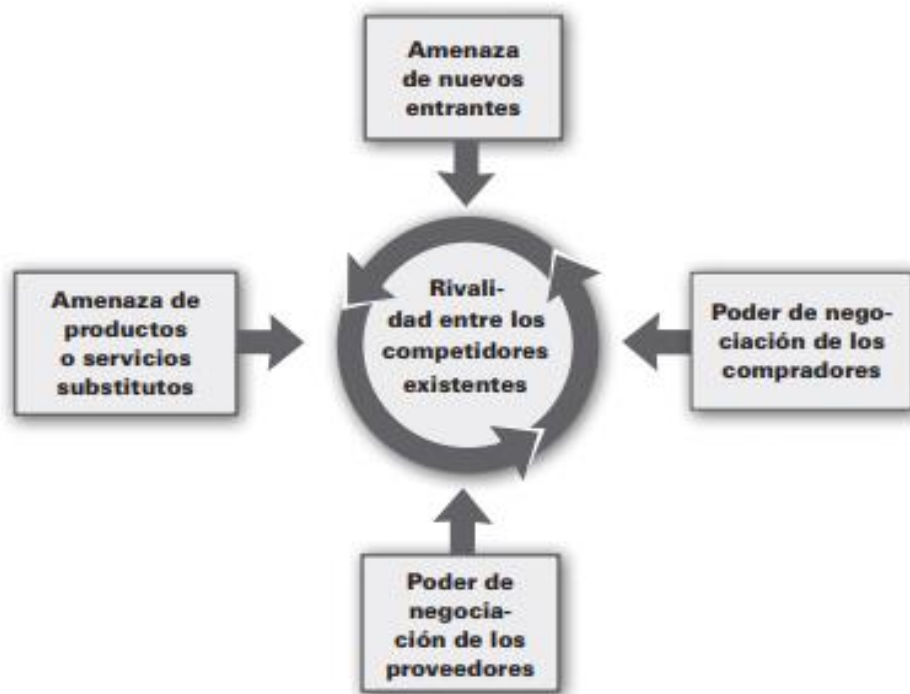 Amenaza
de nuevos
entrantes
Amenaza de
productos
o servicios
substitutos
Rivali-
dad entre los
competidores
existentes
Poder de nego-
ciación de los
compradores
Poder de
negocia-
ción de los
proveedores